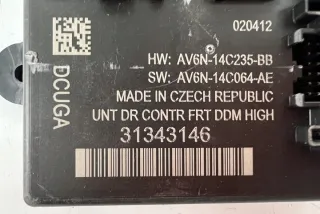 020412
HW: AV6N-14C235-BB
SW: AV6N-14C064-AE
MADE IN CZECH REPUBLIC
UNT DR CONTR FRT DDM HIGH
31343146
DCUGA